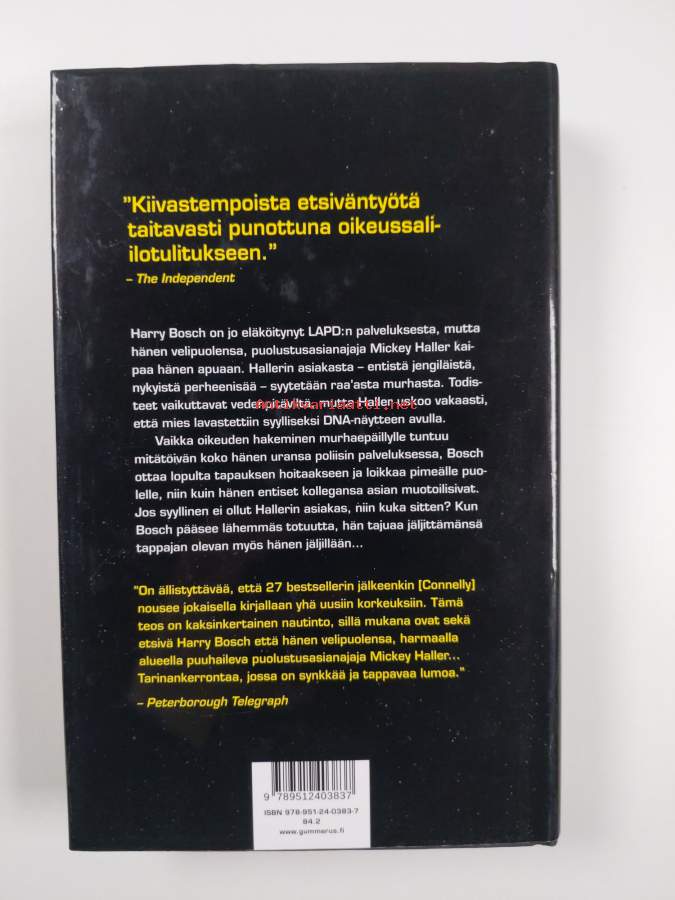 ”Kiivastempoista etsiväntyötä
taitavasti punottuna oikeussali-
ilotulitukseen.”
– The Independent
Harry Bosch on jo eläköitynyt LAPD:n palveluksesta, mutta
hänen velipuolensa, puolustusasianajaja Mickey Haller kai-
paa hänen apuaan. Hallerin asiakasta – entistä jengiläistä,
nykyistä perheenisää – syytetään raa'asta murhasta. Todis-
teet vaikuttavat vedenpitäviltä, mutta Haller uskoo vakaasti,
antikvariaatti.net
että mies lavastettiin syylliseksi DNA-näytteen avulla.
Vaikka oikeuden hakeminen murhaepäillylle tuntuu
mitätöivän koko hänen uransa poliisin palveluksessa, Bosch
ottaa lopulta tapauksen hoitaakseen ja loikkaa pimeälle puo-
lelle, niin kuin hänen entiset kollegansa asian muotoilisivat.
Jos syyllinen ei ollut Hallerin asiakas, niin kuka sitten? Kun
Bosch pääsee lähemmäs totuutta, hän tajuaa jäljittämänsä
tappajan olevan myös hänen jäljillään...
”On ällistyttävää, että 27 bestsellerin jälkeenkin [Connelly]
nousee jokaisella kirjallaan yhä uusiin korkeuksiin. Tämä
teos on kaksinkertainen nautinto, sillä mukana ovat sekä
etsivä Harry Bosch että hänen velipuolensa, harmaalla
alueella puuhaileva puolustusasianajaja Mickey Haller...
Tarinankerrontaa, jossa on synkkää ja tappavaa lumoa.”
– Peterborough Telegraph
9 789512403837
ISBN 978-951-24-0383-7
84.2
www.gummerus.fi